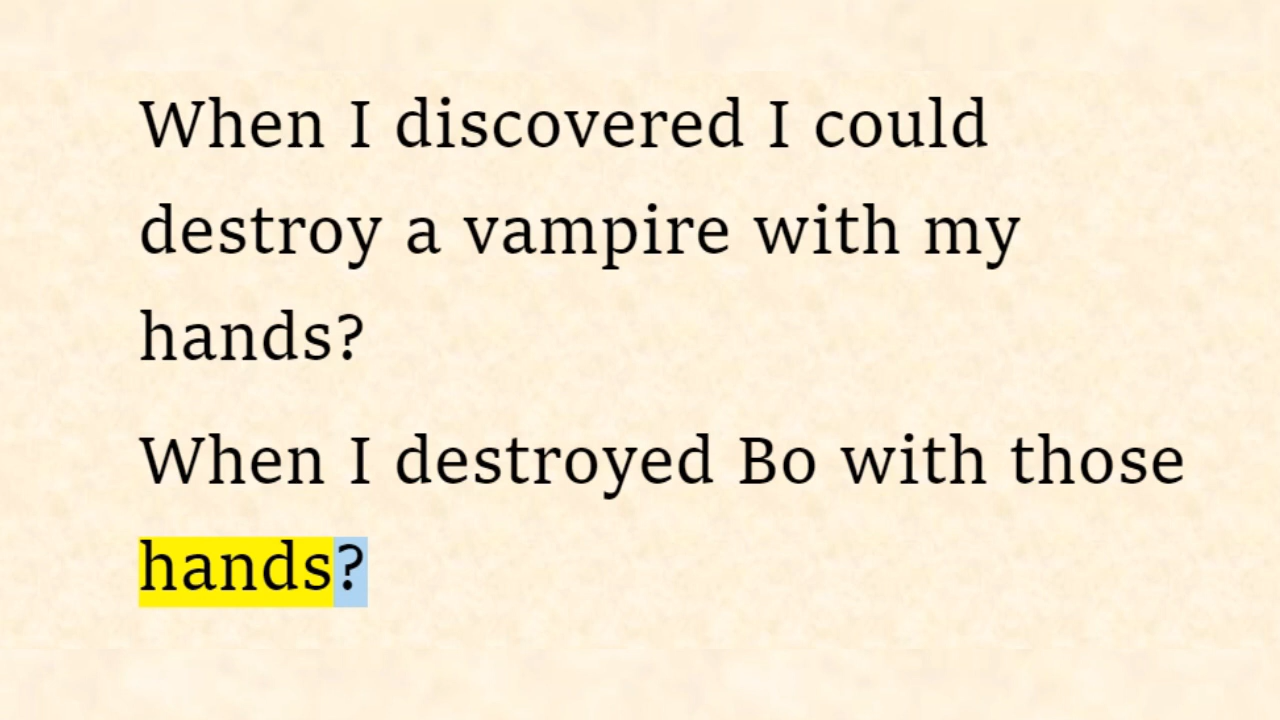 When I discovered I could
destroy a vampire with my
hands?
When I destroyed Bo with those
hands?